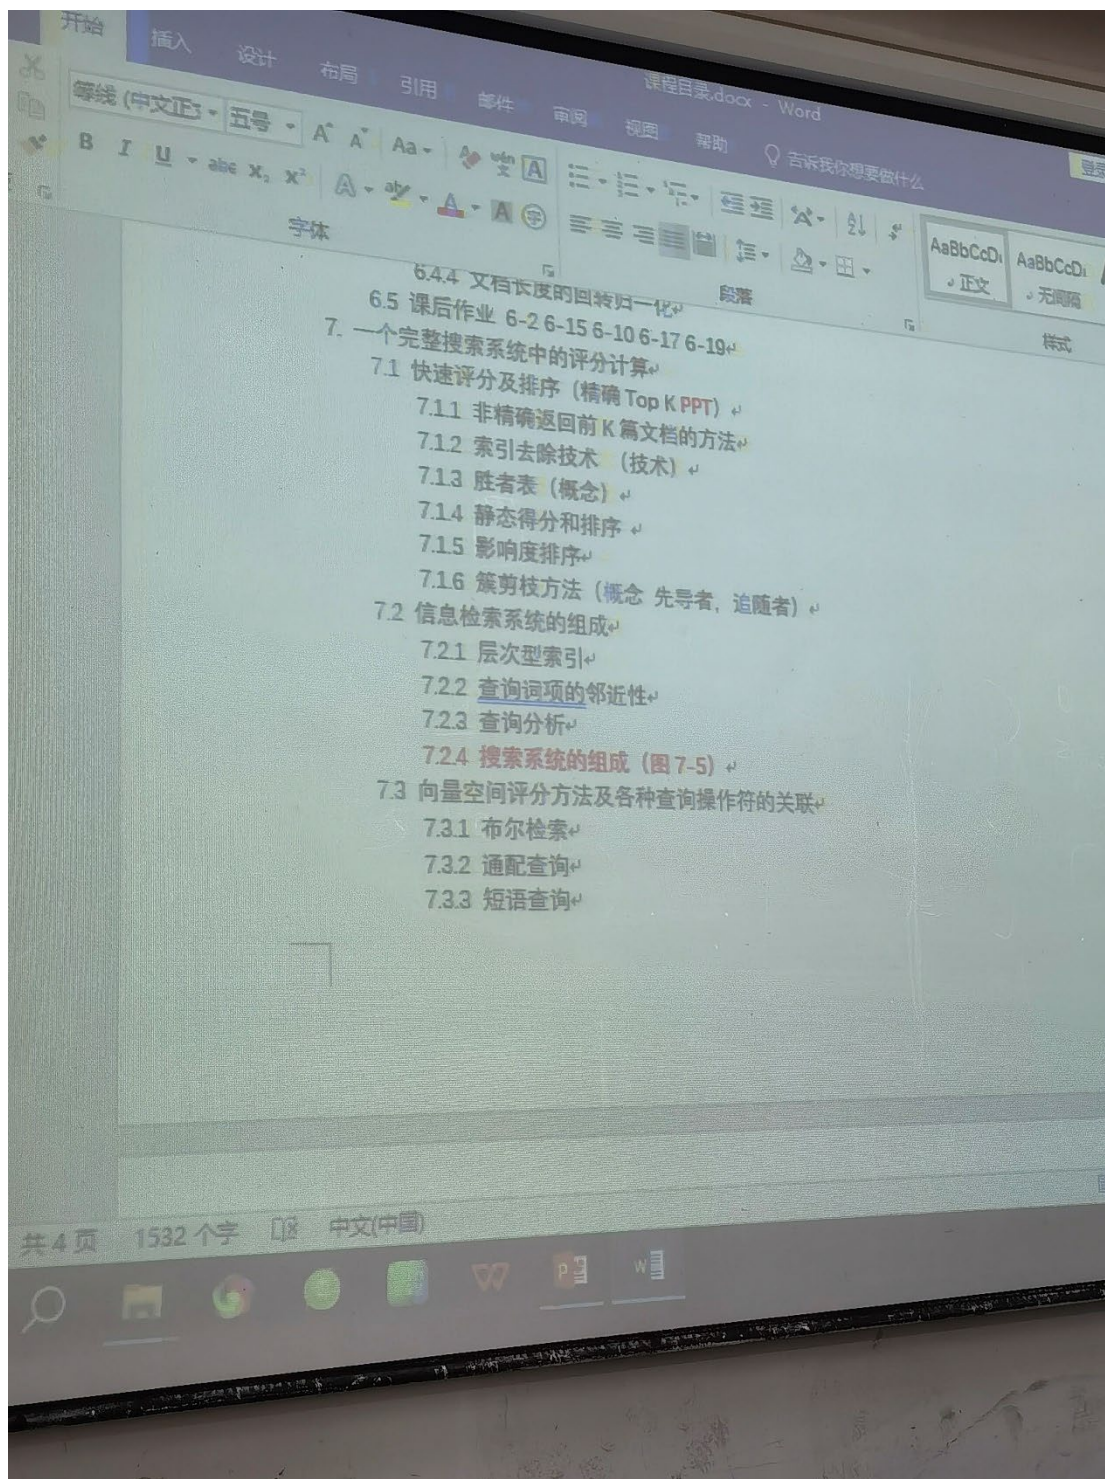 课程目录.docx - Word
开始 插入 设计 布局 引用 邮件 审阅 视图 帮助 告诉我你想要做什么 登录
等线 (中文正 五号 A A Aa wén 文 A
B I U abc X₂ X² A aby A A 字
字体 段落 样式
AaBbCcD AaBbCcD
正文 无间隔
6.4.4 文档长度的回转归一化
6.5 课后作业 6-2 6-15 6-10 6-17 6-19
7. 一个完整搜索系统中的评分计算
7.1 快速评分及排序（精确 Top K PPT）
7.1.1 非精确返回前 K 篇文档的方法
7.1.2 索引去除技术 （技术）
7.1.3 胜者表（概念）
7.1.4 静态得分和排序
7.1.5 影响度排序
7.1.6 簇剪枝方法（概念 先导者，追随者）
7.2 信息检索系统的组成
7.2.1 层次型索引
7.2.2 查询词项的邻近性
7.2.3 查询分析
7.2.4 搜索系统的组成（图 7-5）
7.3 向量空间评分方法及各种查询操作符的关联
7.3.1 布尔检索
7.3.2 通配查询
7.3.3 短语查询
共 4 页 1532 个字 中文(中国)